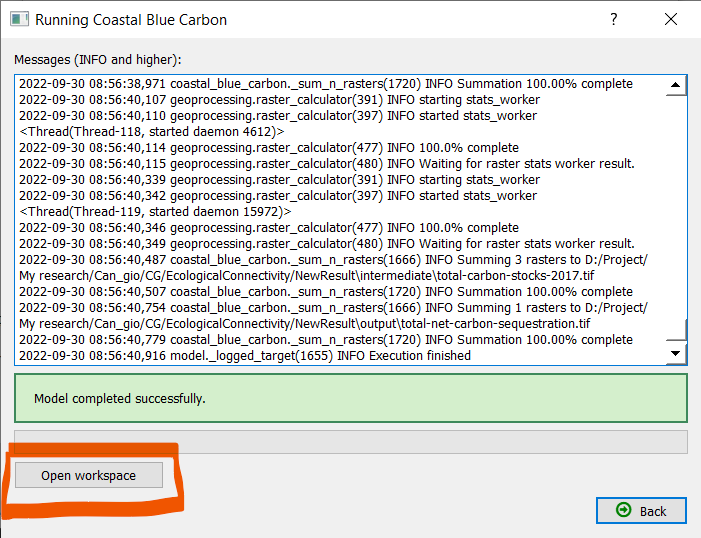 Running Coastal Blue Carbon
Messages (INFO and higher):
2022-09-30 08:56:38,971 coastal_blue_carbon._sum_n_rasters(1720) INFO Summation 100.00% complete
2022-09-30 08:56:40,107 geoprocessing.raster_calculator(391) INFO starting stats_worker
2022-09-30 08:56:40,110 geoprocessing.raster_calculator(397) INFO started stats_worker
<Thread(Thread-118, started daemon 4612)>
2022-09-30 08:56:40,114 geoprocessing.raster_calculator(477) INFO 100.0% complete
2022-09-30 08:56:40,115 geoprocessing.raster_calculator(480) INFO Waiting for raster stats worker result.
2022-09-30 08:56:40,339 geoprocessing.raster_calculator(391) INFO starting stats_worker
2022-09-30 08:56:40,342 geoprocessing.raster_calculator(397) INFO started stats_worker
<Thread(Thread-119, started daemon 15972)>
2022-09-30 08:56:40,346 geoprocessing.raster_calculator(477) INFO 100.0% complete
2022-09-30 08:56:40,349 geoprocessing.raster_calculator(480) INFO Waiting for raster stats worker result.
2022-09-30 08:56:40,487 coastal_blue_carbon._sum_n_rasters(1666) INFO Summing 3 rasters to D:/Project/
My research/Can_gio/CG/EcologicalConnectivity/NewResult\intermediate\total-carbon-stocks-2017.tif
2022-09-30 08:56:40,507 coastal_blue_carbon._sum_n_rasters(1720) INFO Summation 100.00% complete
2022-09-30 08:56:40,754 coastal_blue_carbon._sum_n_rasters(1666) INFO Summing 1 rasters to D:/Project/
My research/Can_gio/CG/EcologicalConnectivity/NewResult\output\total-net-carbon-sequestration.tif
2022-09-30 08:56:40,779 coastal_blue_carbon._sum_n_rasters(1720) INFO Summation 100.00% complete
2022-09-30 08:56:40,916 model._logged_target(1655) INFO Execution finished
Model completed successfully.
Open workspace
Back